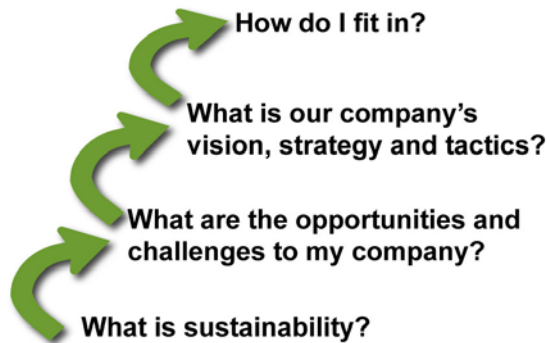 How do I fit in?
What is our company's
vision, strategy and tactics?
What are the opportunities and
challenges to my company?
What is sustainability?